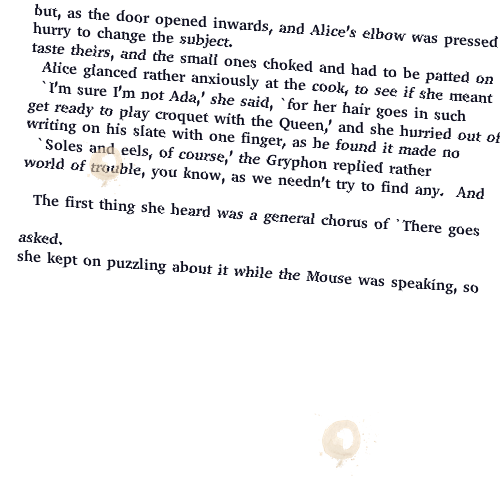 but, as the door opened inwards, and Alice's elbow was pressed
hurry to change the subject.
taste theirs, and the small ones choked and had to be patted on
Alice glanced rather anxiously at the cook, to see if she meant
`I'm sure I'm not Ada,' she said, `for her hair goes in such
get ready to play croquet with the Queen,' and she hurried out of
writing on his slate with one finger, as he found it made no
`Soles and eels, of course,' the Gryphon replied rather
world of trouble, you know, as we needn't try to find any.  And
The first thing she heard was a general chorus of `There goes
asked.
she kept on puzzling about it while the Mouse was speaking, so